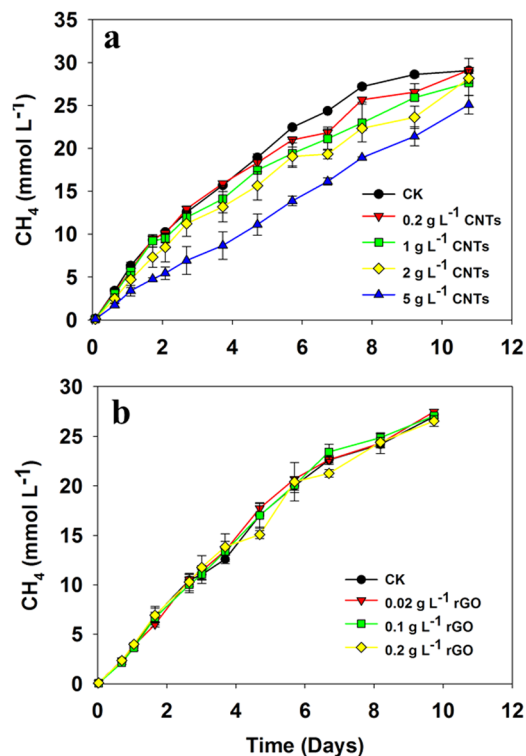 a
35
30
25
20
15
10
5
0
CH₄ (mmol L⁻¹)
CK
0.2 g L⁻¹ CNTs
1 g L⁻¹ CNTs
2 g L⁻¹ CNTs
5 g L⁻¹ CNTs
0 2 4 6 8 10 12
b
30
25
20
15
10
5
0
CH₄ (mmol L⁻¹)
CK
0.02 g L⁻¹ rGO
0.1 g L⁻¹ rGO
0.2 g L⁻¹ rGO
0 2 4 6 8 10 12
Time (Days)